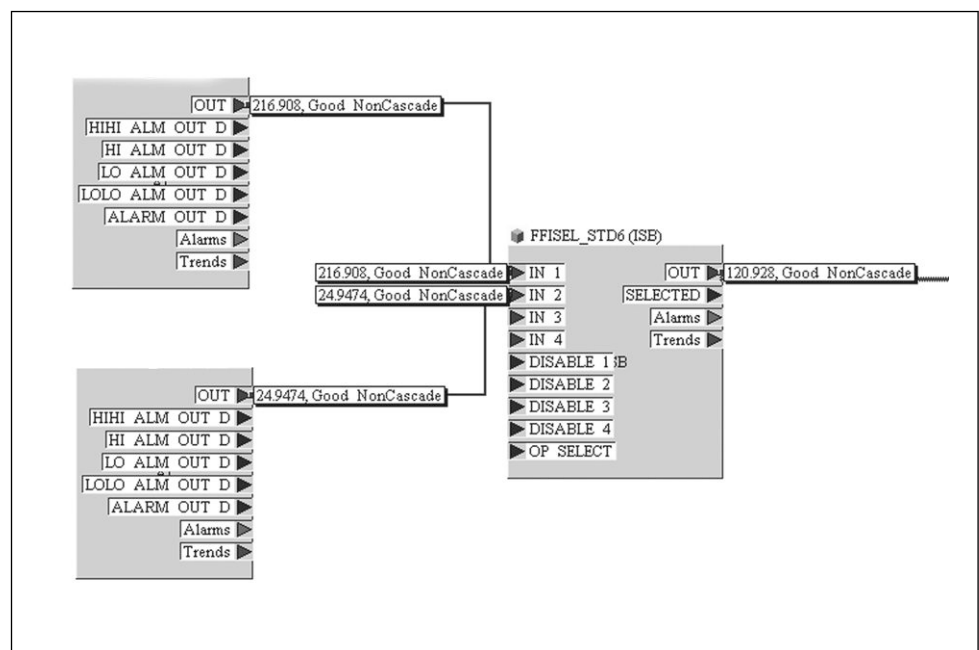 OUT
216.908, Good NonCascade
HIHI ALM OUT D
HI ALM OUT D
LO ALM OUT D
LOLO ALM OUT D
ALARM OUT D
Alarms
Trends
FFISEL_STD6 (ISB)
216.908, Good NonCascade
IN 1
24.9474, Good NonCascade
IN 2
IN 3
IN 4
DISABLE 1
DISABLE 2
DISABLE 3
DISABLE 4
OP SELECT
OUT
120.928, Good NonCascade
SELECTED
Alarms
Trends
OUT
24.9474, Good NonCascade
HIHI ALM OUT D
HI ALM OUT D
LO ALM OUT D
LOLO ALM OUT D
ALARM OUT D
Alarms
Trends